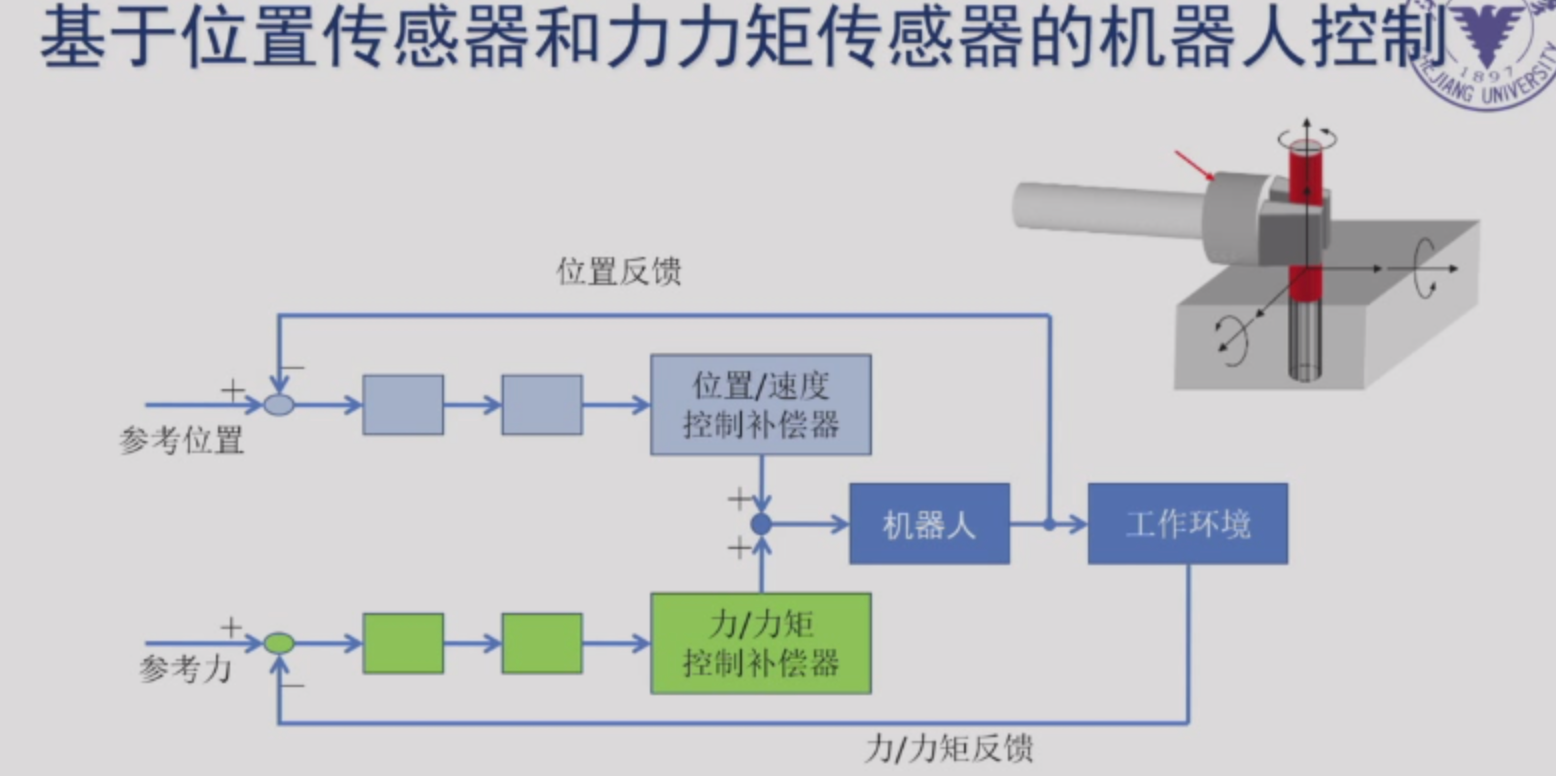 基于位置传感器和力力矩传感器的机器人控制
1897
ZHEJIANG UNIVERSITY
位置反馈
+
−
参考位置
位置/速度
控制补偿器
+
+
机器人
工作环境
+
−
参考力
力/力矩
控制补偿器
力/力矩反馈